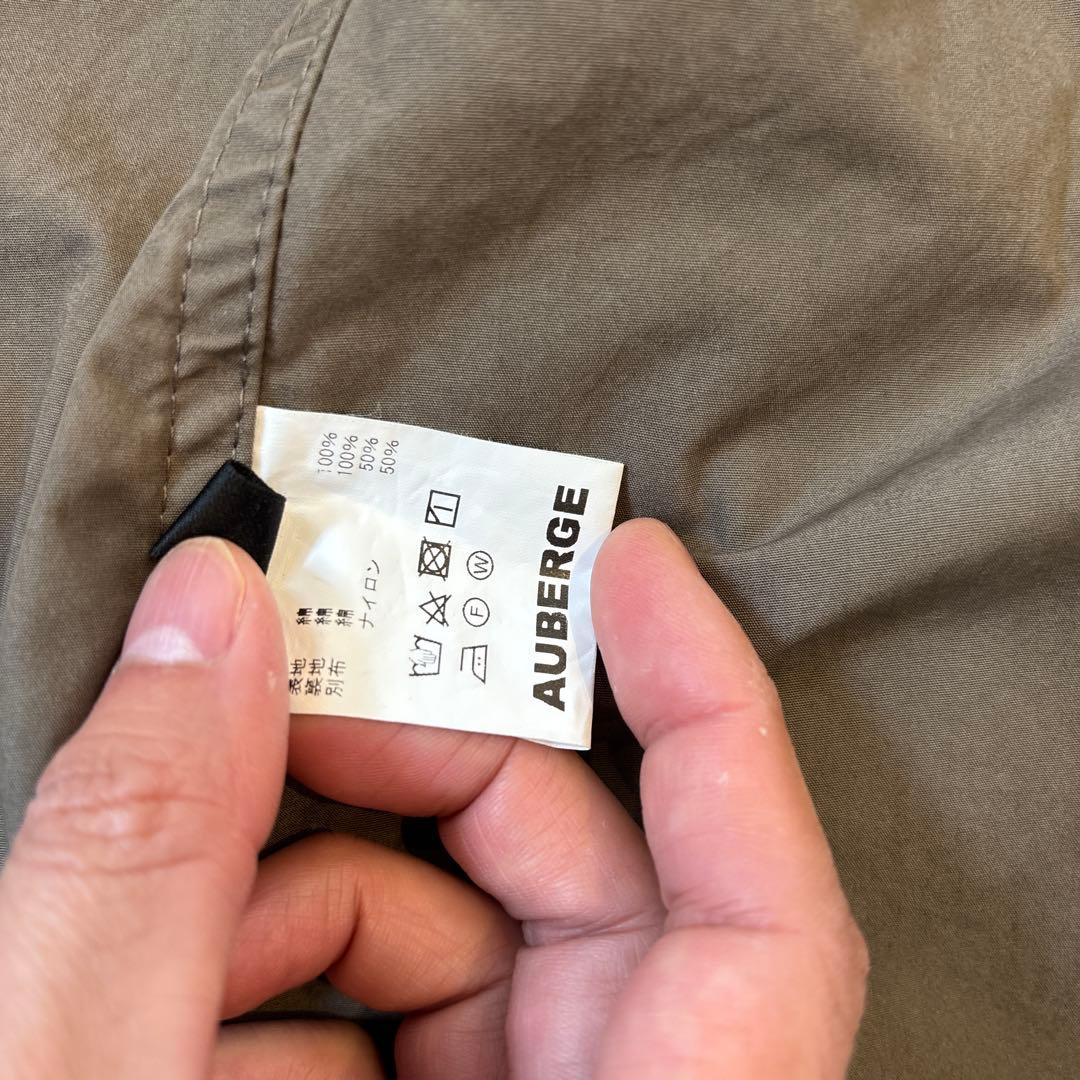 表地 綿 100%
裏地 綿 100%
別布 綿 50%
ナイロン 50%
W
F
AUBERGE